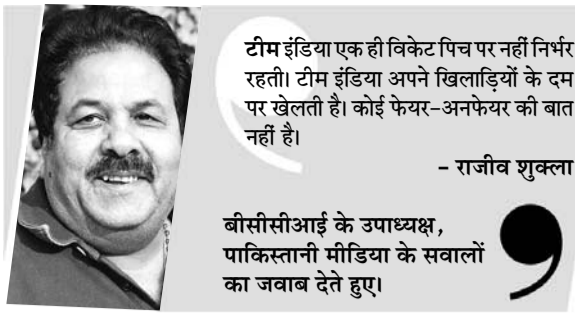 टीम इंडिया एक ही विकेट पिच पर नहीं निर्भर
रहती। टीम इंडिया अपने खिलाड़ियों के दम
पर खेलती है। कोई फेयर-अनफेयर की बात
नहीं है।
- राजीव शुक्ला
बीसीसीआई के उपाध्यक्ष,
पाकिस्तानी मीडिया के सवालों
का जवाब देते हुए।